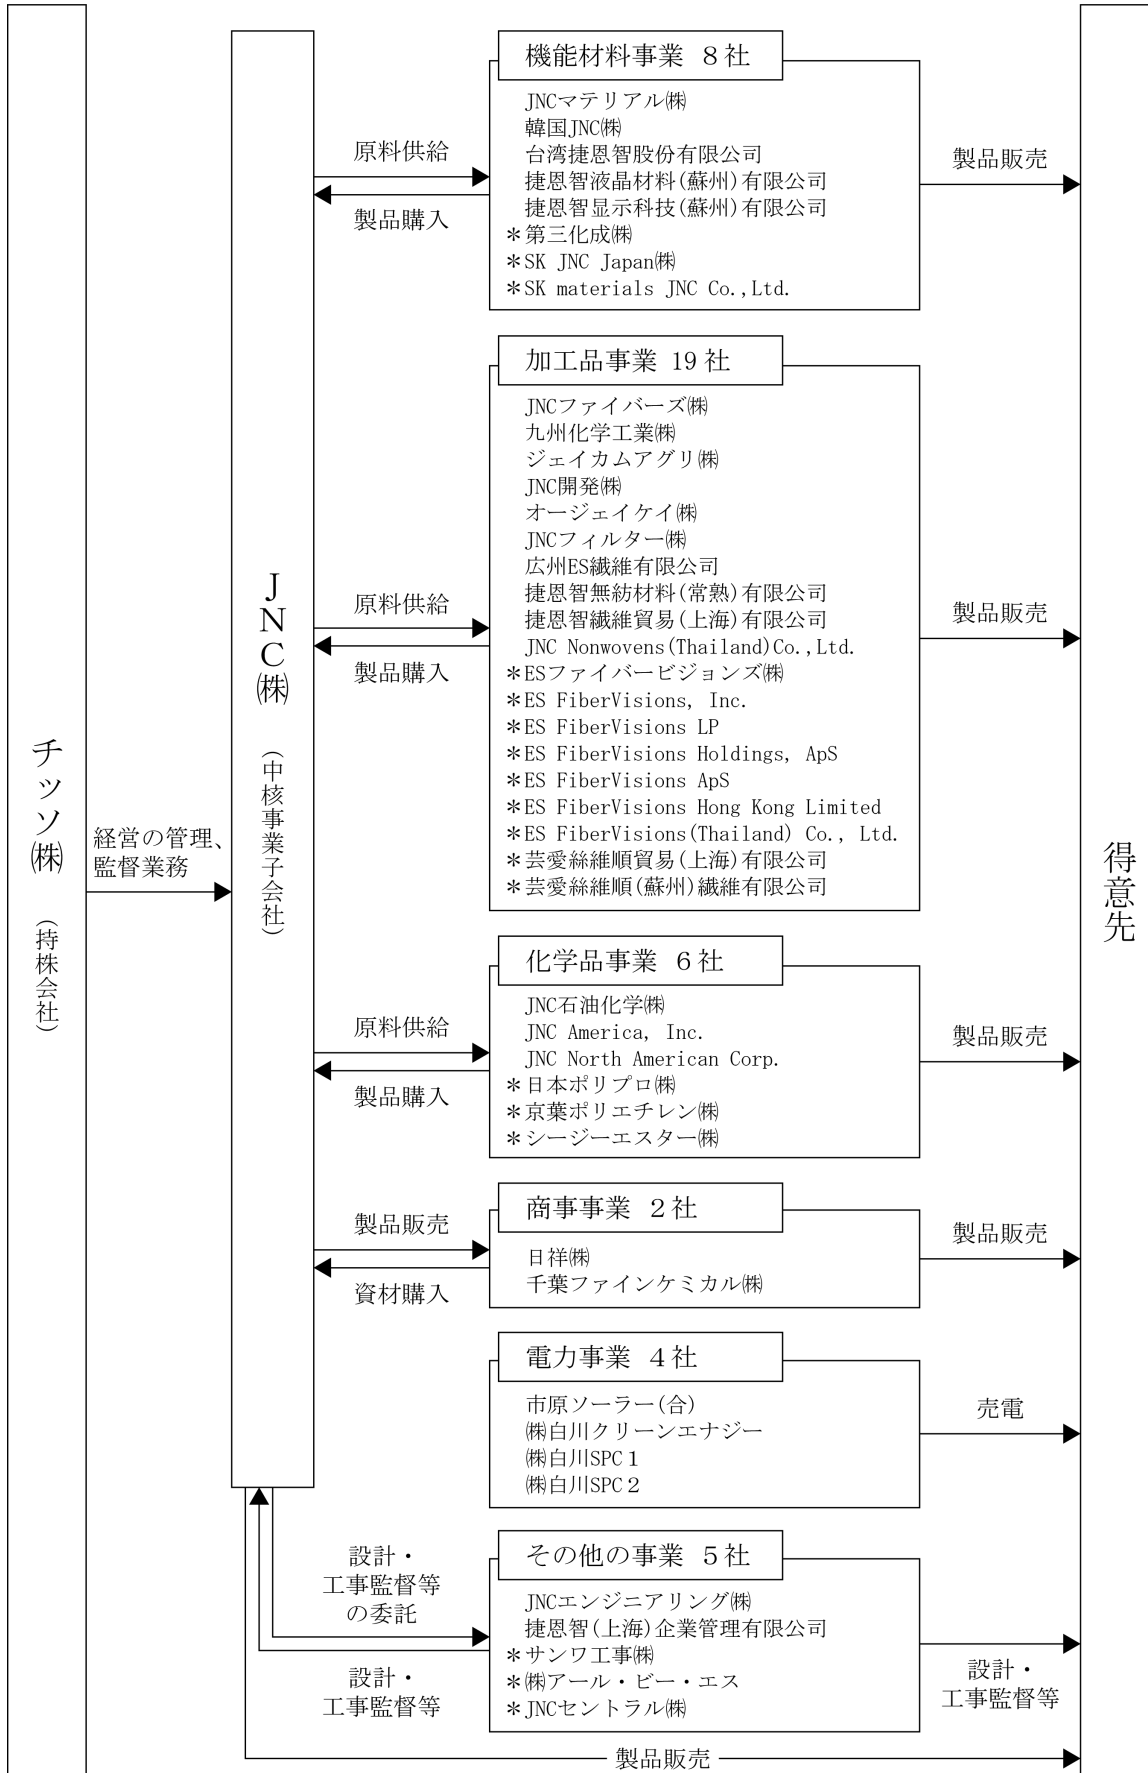 チッソ㈱
(持株会社)
経営の管理、
監督業務
JNC㈱
(中核事業子会社)
機能材料事業 8社
JNCマテリアル㈱
韓国JNC㈱
台湾捷恩智股份有限公司
捷恩智液晶材料(蘇州)有限公司
捷恩智显示科技(蘇州)有限公司
＊第三化成㈱
＊SK JNC Japan㈱
＊SK materials JNC Co.,Ltd.
原料供給
製品購入
製品販売
加工品事業 19社
JNCファイバーズ㈱
九州化学工業㈱
ジェイカムアグリ㈱
JNC開発㈱
オージェイケイ㈱
JNCフィルター㈱
広州ES繊維有限公司
捷恩智無紡材料(常熟)有限公司
捷恩智繊維貿易(上海)有限公司
JNC Nonwovens(Thailand)Co.,Ltd.
＊ESファイバービジョンズ㈱
＊ES FiberVisions, Inc.
＊ES FiberVisions LP
＊ES FiberVisions Holdings, ApS
＊ES FiberVisions ApS
＊ES FiberVisions Hong Kong Limited
＊ES FiberVisions(Thailand) Co., Ltd.
＊芸愛絲維順貿易(上海)有限公司
＊芸愛絲維順(蘇州)繊維有限公司
原料供給
製品購入
製品販売
化学品事業 6社
JNC石油化学㈱
JNC America, Inc.
JNC North American Corp.
＊日本ポリプロ㈱
＊京葉ポリエチレン㈱
＊シージーエスター㈱
原料供給
製品購入
製品販売
商事事業 2社
日祥㈱
千葉ファインケミカル㈱
製品販売
資材購入
製品販売
電力事業 4社
市原ソーラー(合)
㈱白川クリーンエナジー
㈱白川SPC1
㈱白川SPC2
売電
その他の事業 5社
JNCエンジニアリング㈱
捷恩智(上海)企業管理有限公司
＊サンワ工事㈱
＊㈱アール・ビー・エス
＊JNCセントラル㈱
設計・
工事監督等
の委託
設計・
工事監督等
設計・
工事監督等
製品販売
得意先